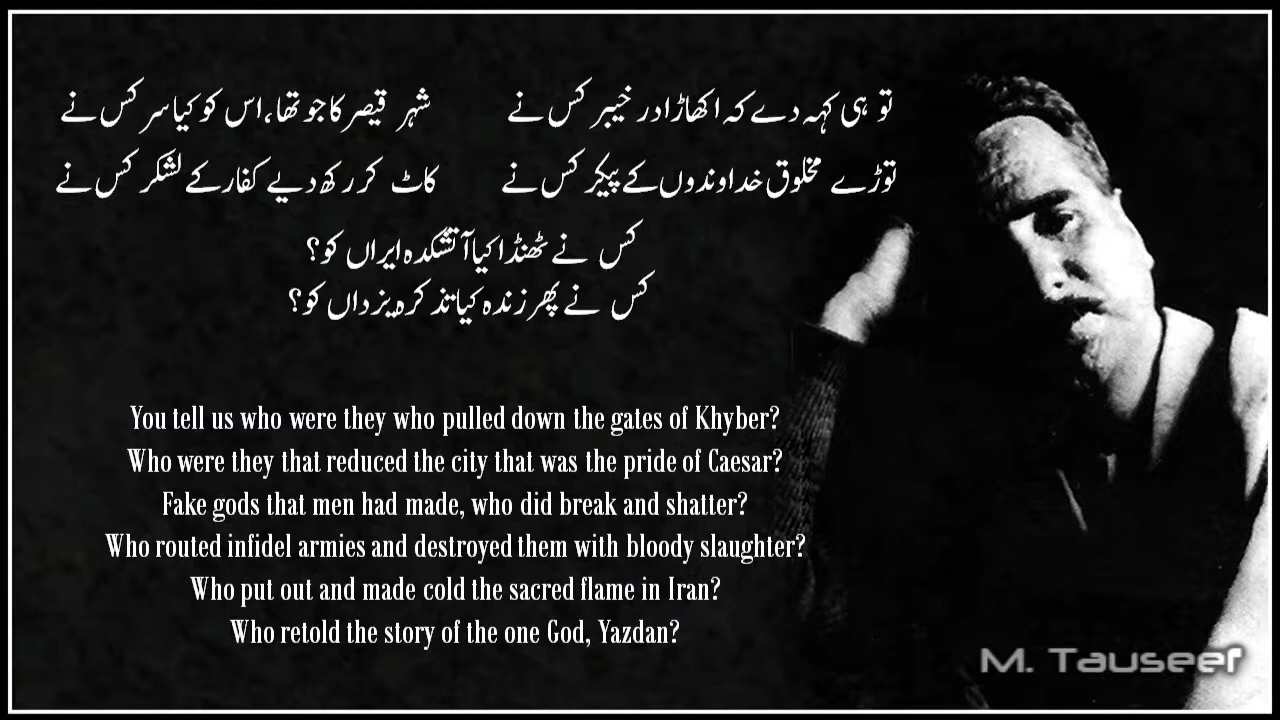 تو ہی کہہ دے کہ اکھاڑا در خیبر کس نے شہر قیصر کا جو تھا، اس کو کیا سر کس نے
توڑے مخلوق خداوندوں کے پیکر کس نے کاٹ کر رکھ دیے کفار کے لشکر کس نے
کس نے ٹھنڈا کیا آتشکدہ ایراں کو؟
کس نے پھر زندہ کیا تذکرہ یزداں کو؟
You tell us who were they who pulled down the gates of Khyber?
Who were they that reduced the city that was the pride of Caesar?
Fake gods that men had made, who did break and shatter?
Who routed infidel armies and destroyed them with bloody slaughter?
Who put out and made cold the sacred flame in Iran?
Who retold the story of the one God, Yazdan?
M. Tauseef